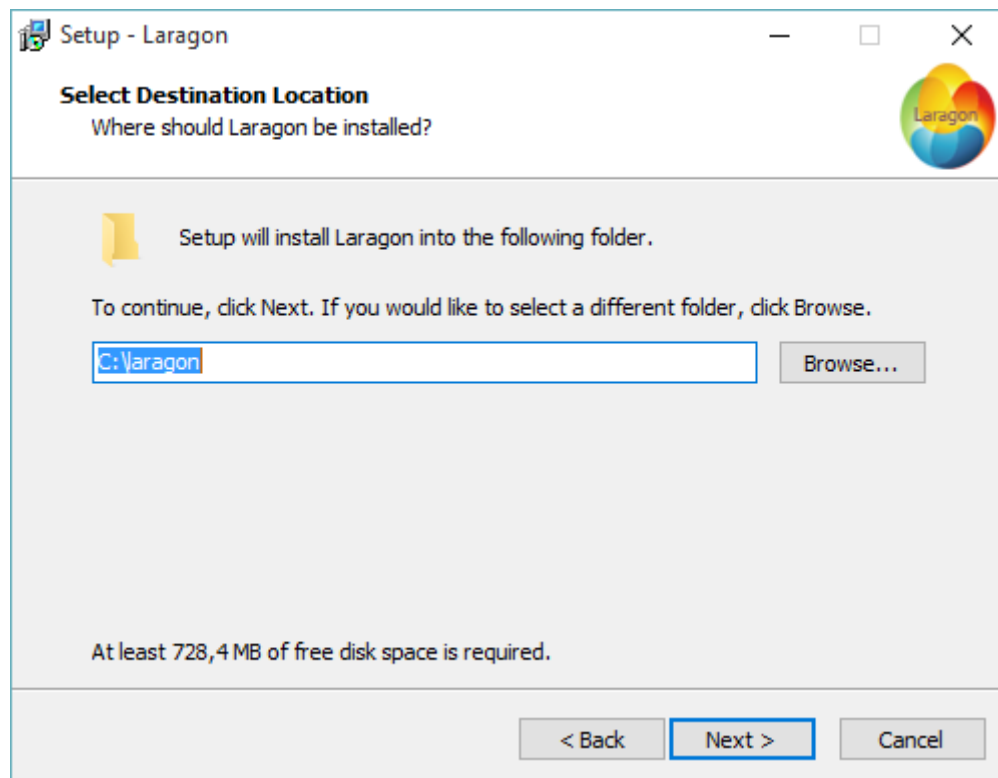 Setup - Laragon
Select Destination Location
Where should Laragon be installed?
Laragon
Setup will install Laragon into the following folder.
To continue, click Next. If you would like to select a different folder, click Browse.
C:\laragon
Browse...
At least 728,4 MB of free disk space is required.
< Back
Next >
Cancel